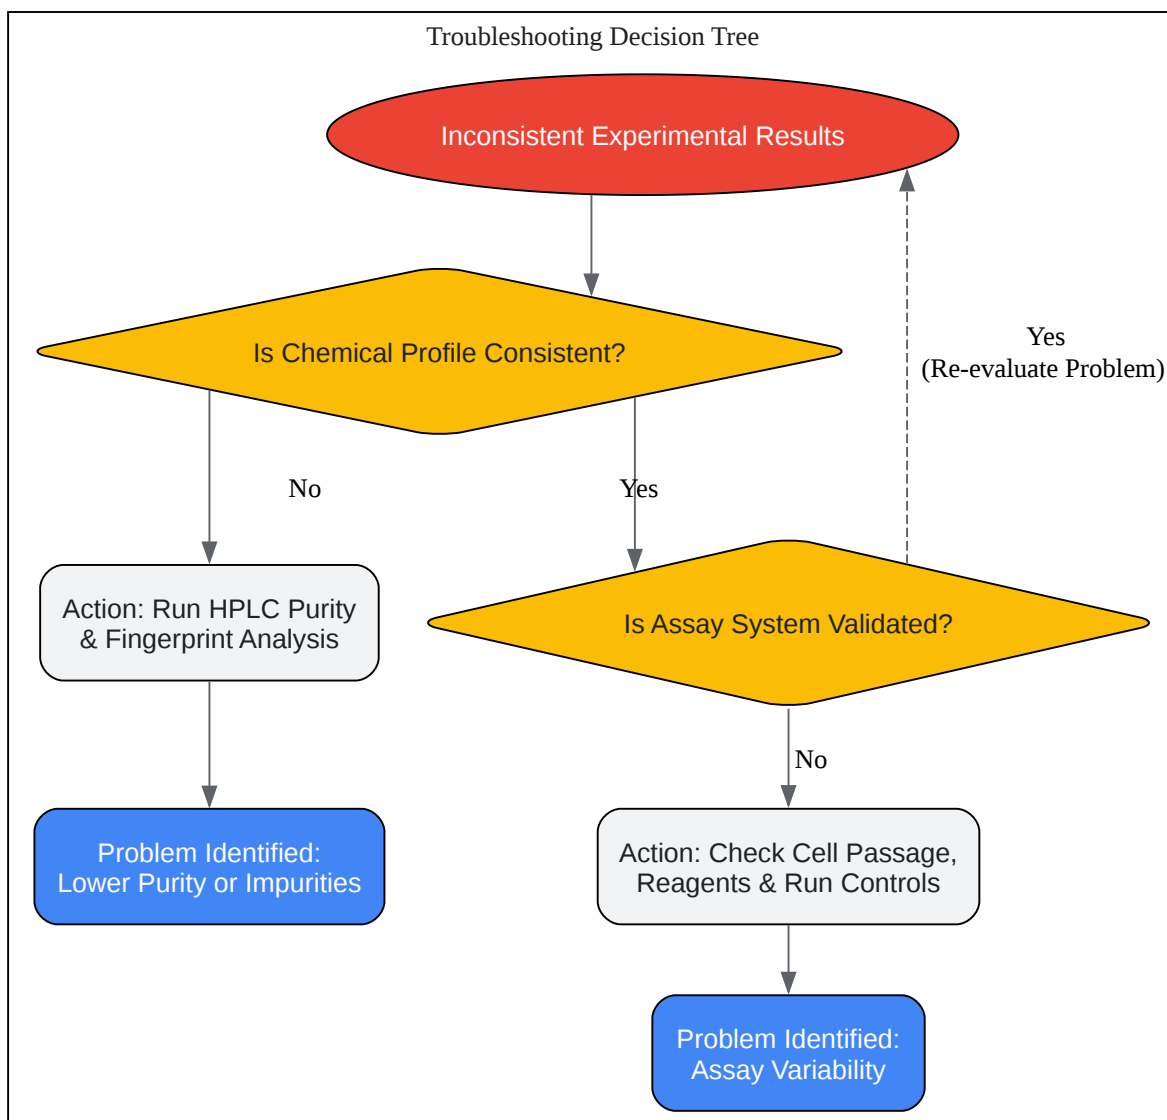 Troubleshooting Decision Tree
Inconsistent Experimental Results
Is Chemical Profile Consistent?
Yes
(Re-evaluate Problem)
No
Yes
Action: Run HPLC Purity
& Fingerprint Analysis
Is Assay System Validated?
No
Problem Identified:
Lower Purity or Impurities
Action: Check Cell Passage,
Reagents & Run Controls
Problem Identified:
Assay Variability